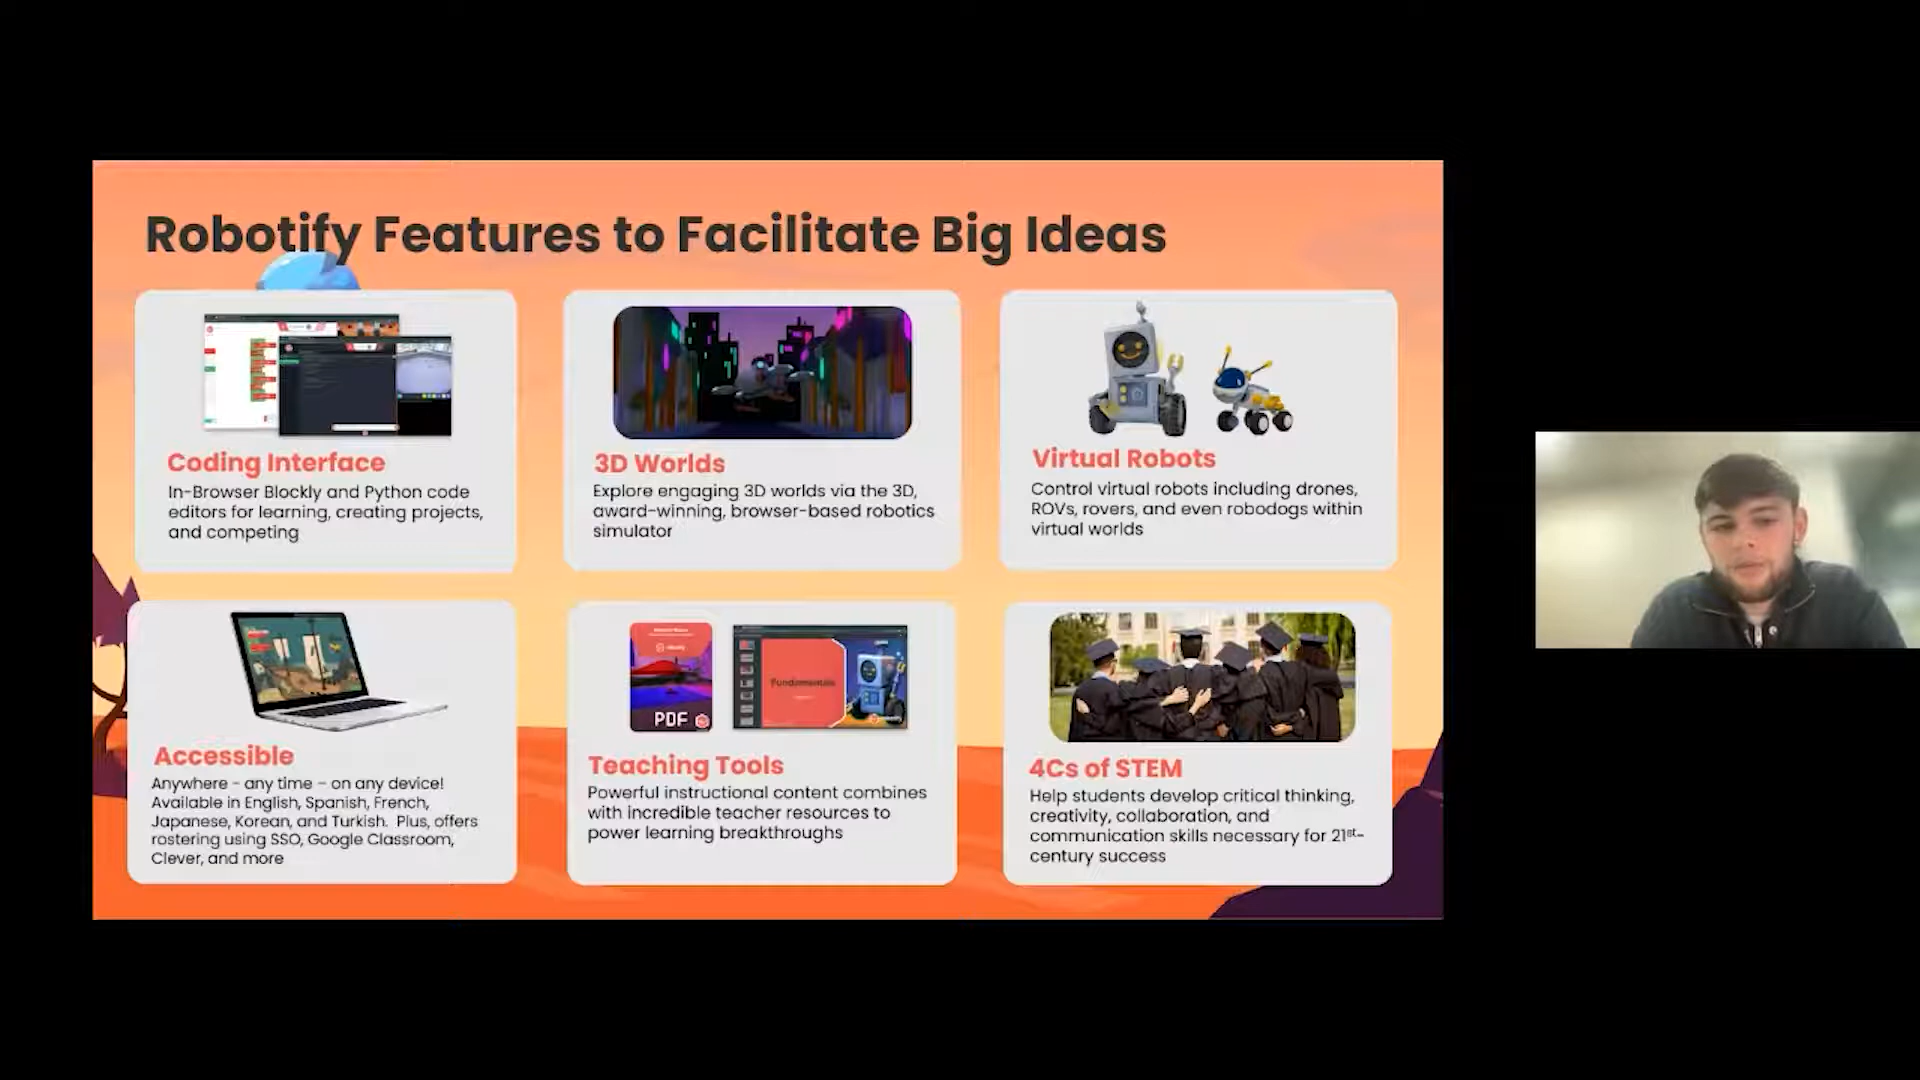 Robotify Features to Facilitate Big Ideas
Coding Interface
In-Browser Blockly and Python code
editors for learning, creating projects,
and competing
3D Worlds
Explore engaging 3D worlds via the 3D,
award-winning, browser-based robotics
simulator
Virtual Robots
Control virtual robots including drones,
ROVs, rovers, and even robodogs within
virtual worlds
Accessible
Anywhere - any time – on any device!
Available in English, Spanish, French,
Japanese, Korean, and Turkish. Plus, offers
rostering using SSO, Google Classroom,
Clever, and more
PDF
Fundamentals
Teaching Tools
Powerful instructional content combines
with incredible teacher resources to
power learning breakthroughs
4Cs of STEM
Help students develop critical thinking,
creativity, collaboration, and
communication skills necessary for 21st-
century success